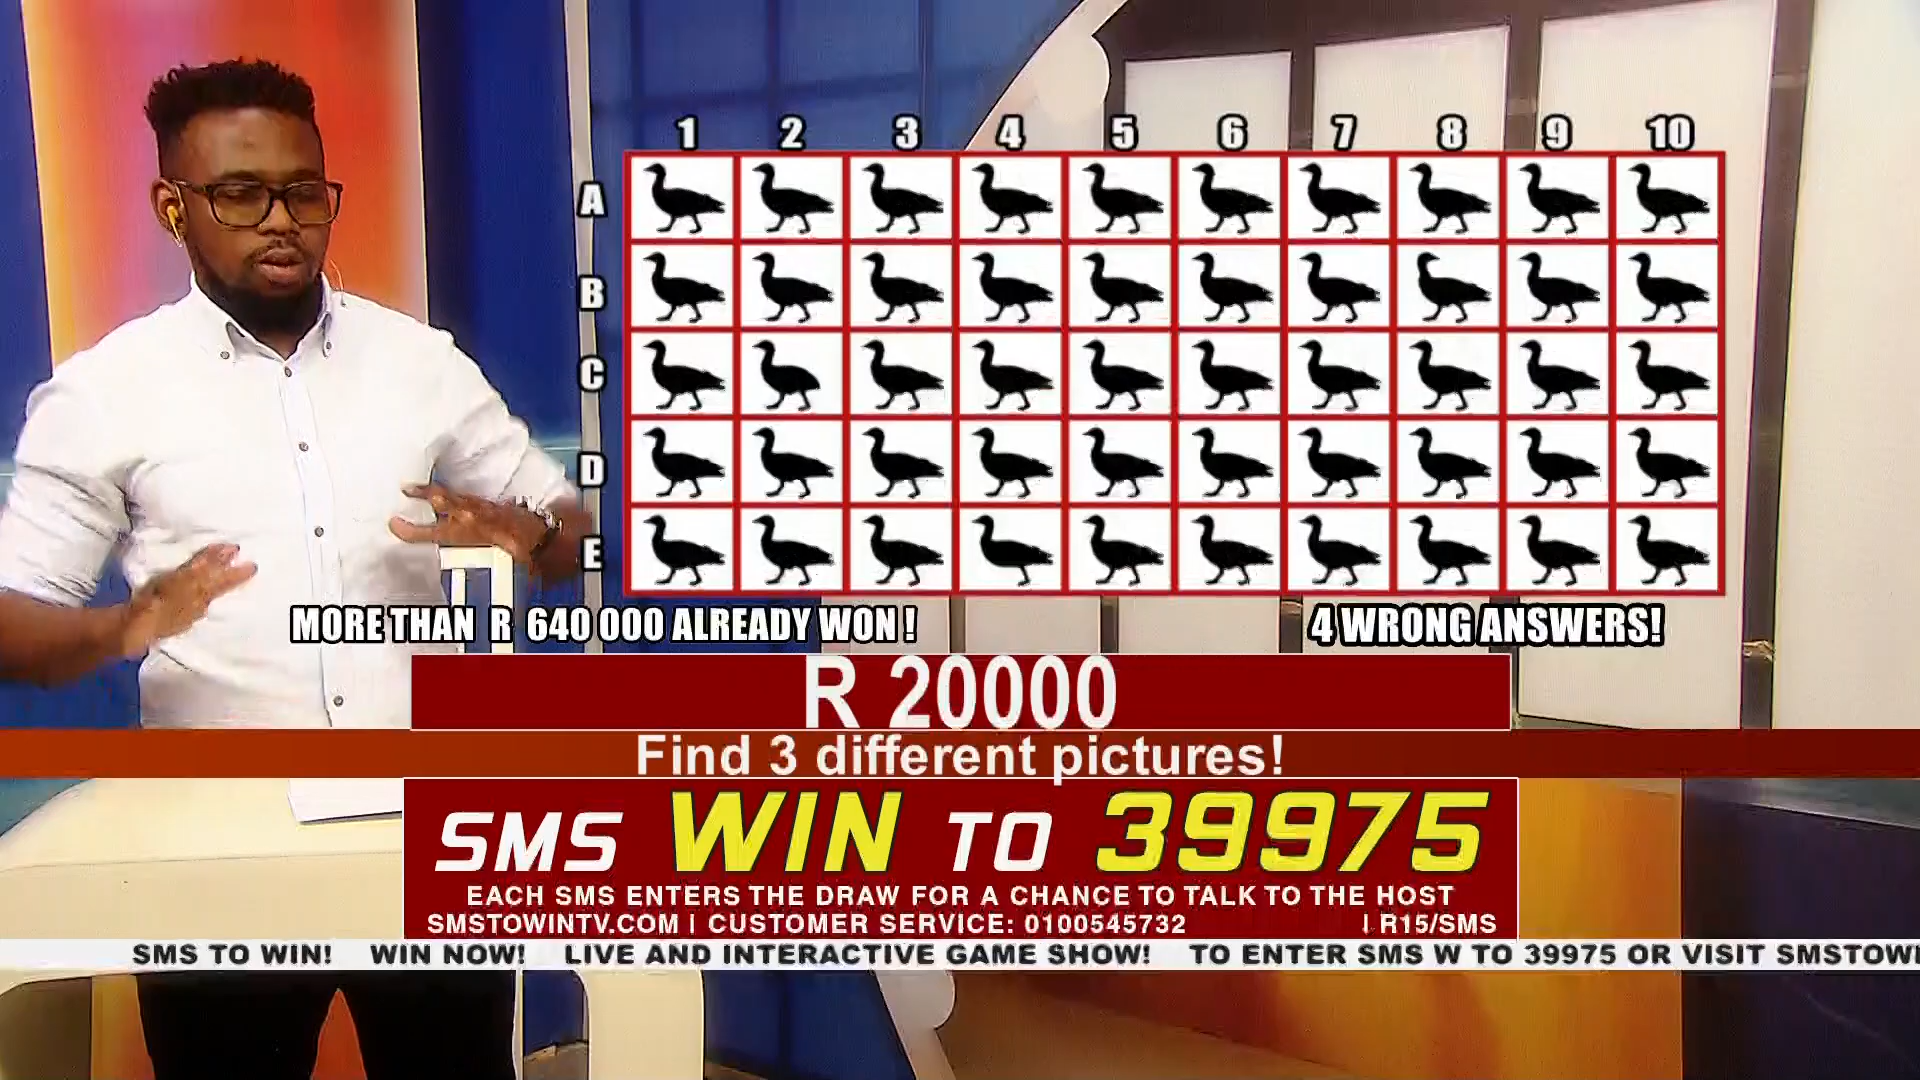 1 2 3 4 5 6 7 8 9 10
A
B
C
D
E
MORE THAN R 640 000 ALREADY WON !
4 WRONG ANSWERS!
R 20000
Find 3 different pictures!
SMS WIN TO 39975
EACH SMS ENTERS THE DRAW FOR A CHANCE TO TALK TO THE HOST
SMSTOWINTV.COM | CUSTOMER SERVICE: 0100545732 | R15/SMS
SMS TO WIN! WIN NOW! LIVE AND INTERACTIVE GAME SHOW! TO ENTER SMS W TO 39975 OR VISIT SMSTOWI